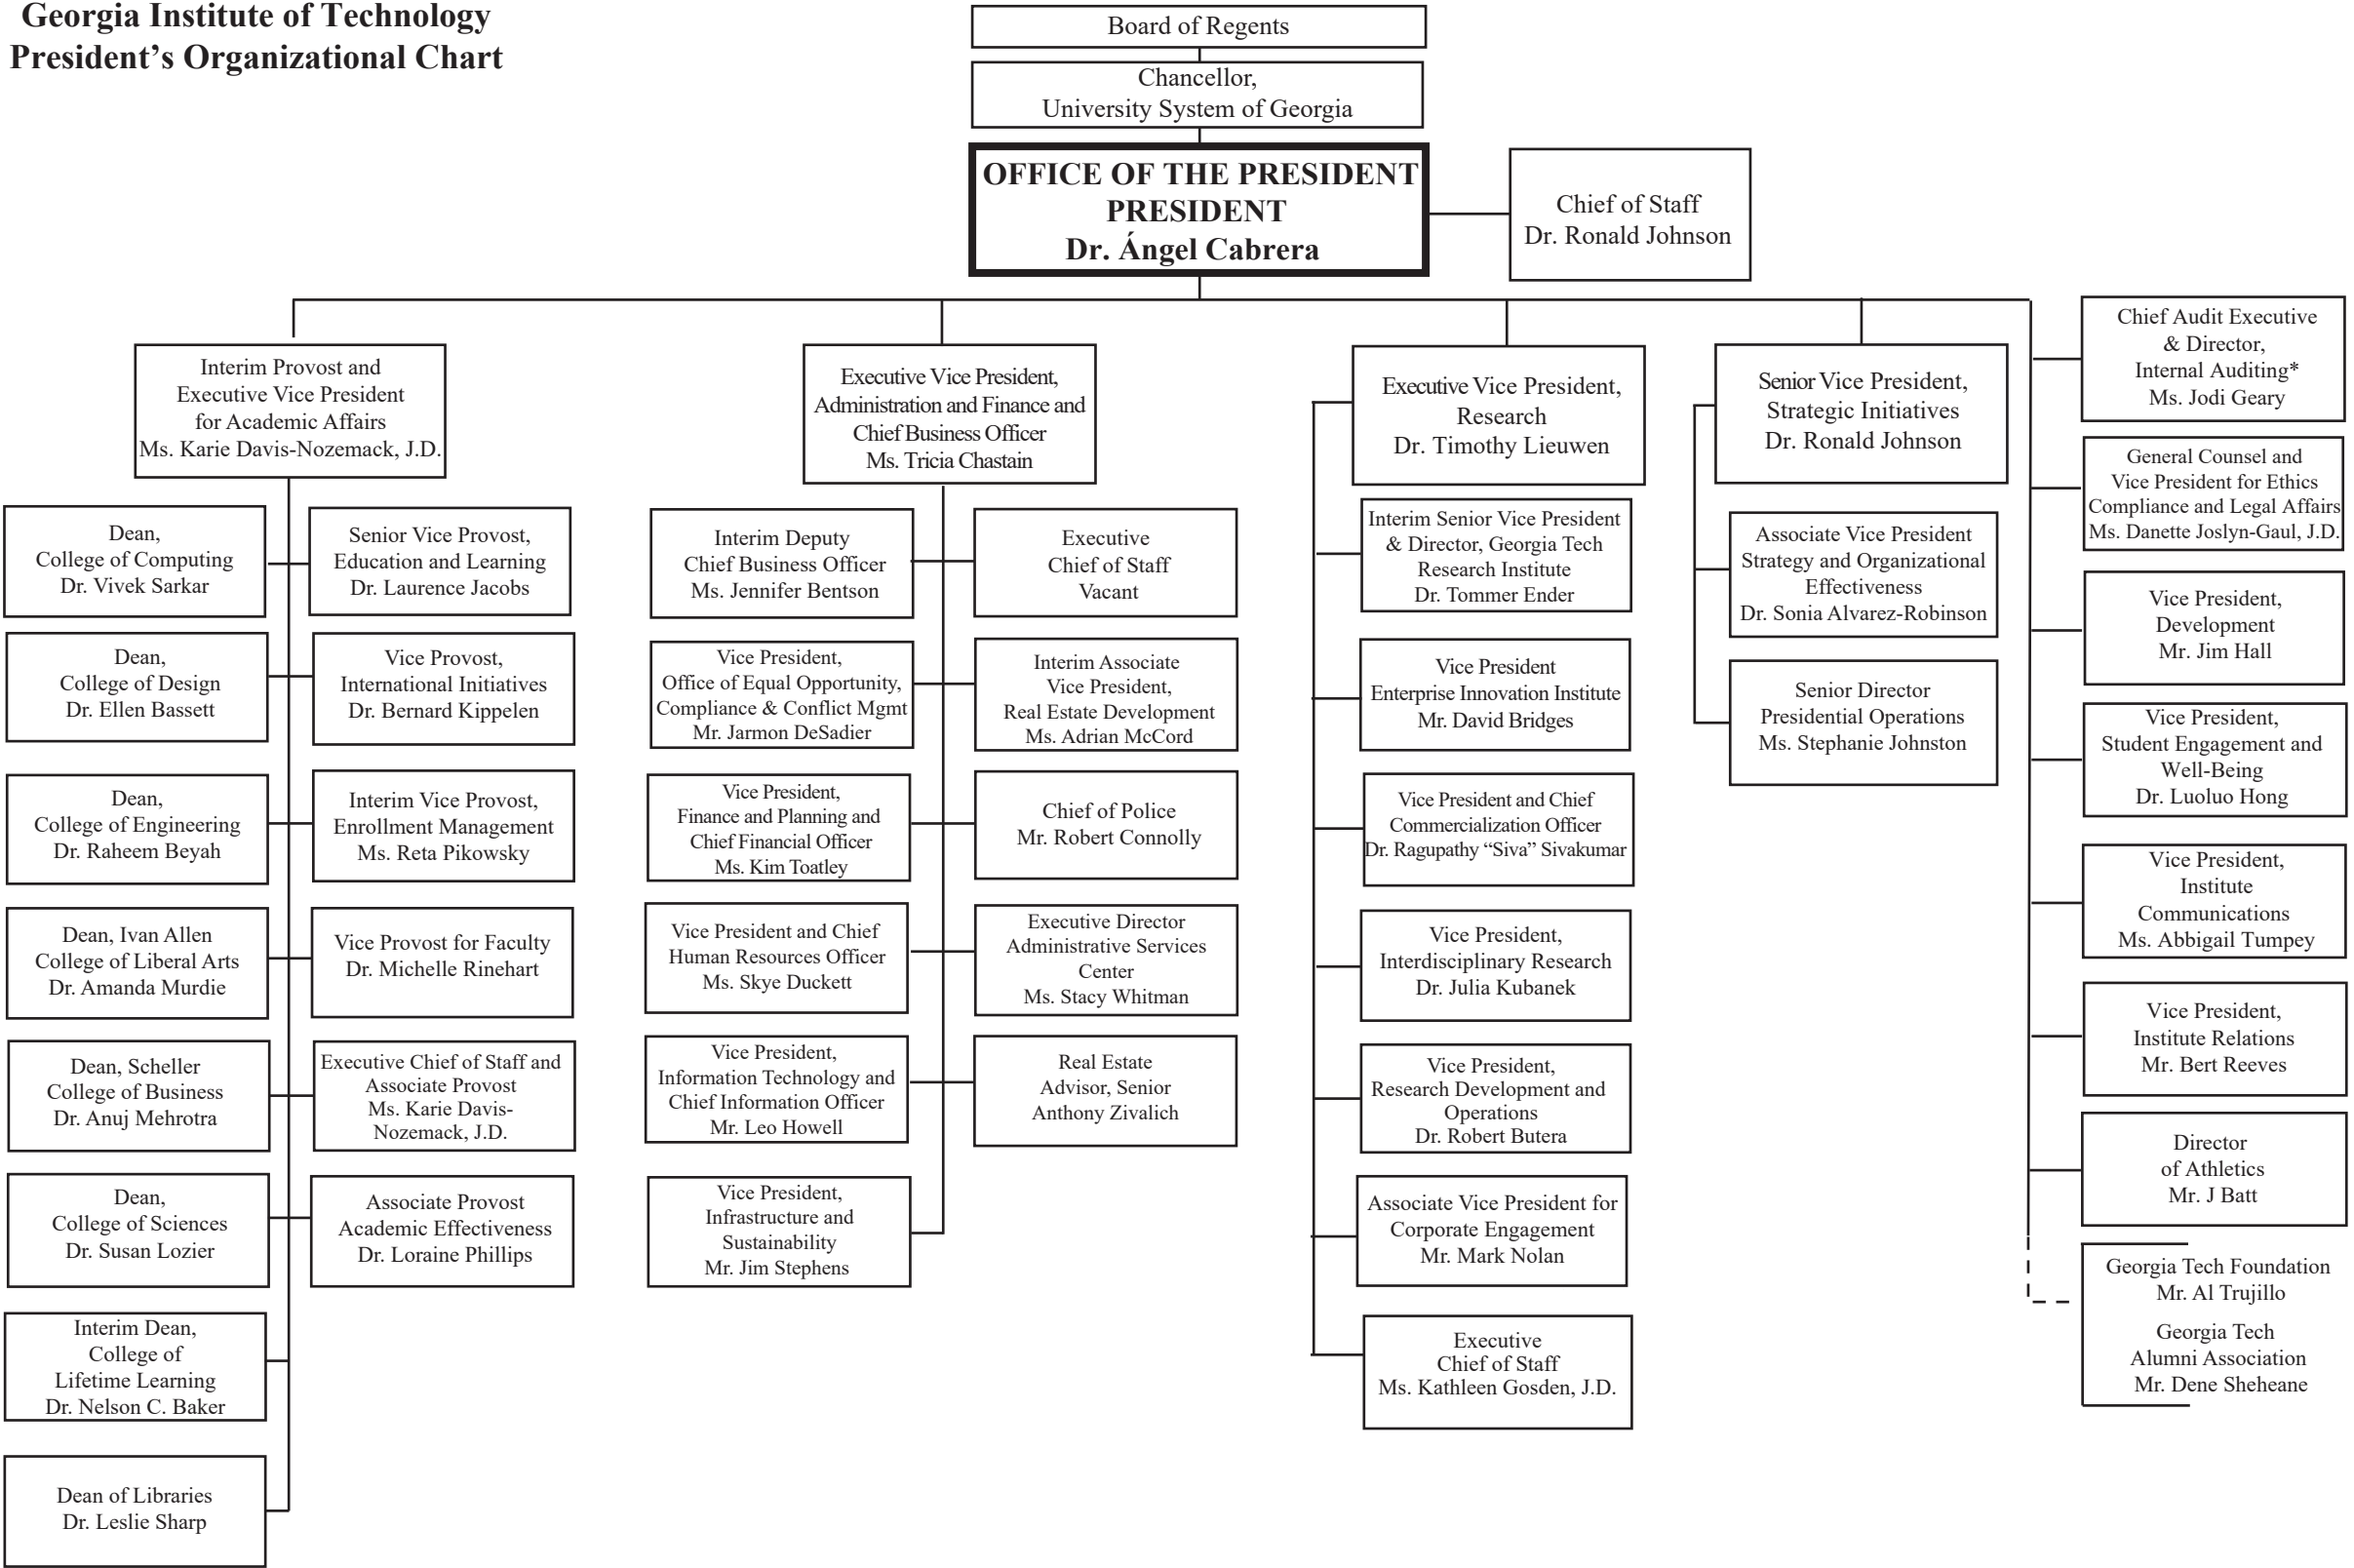 Georgia Institute of Technology
President’s Organizational Chart
Board of Regents
Chancellor,
University System of Georgia
OFFICE OF THE PRESIDENT
PRESIDENT
Dr. Ángel Cabrera
Chief of Staff
Dr. Ronald Johnson
Interim Provost and
Executive Vice President
for Academic Affairs
Ms. Karie Davis-Nozemack, J.D.
Dean,
College of Computing
Dr. Vivek Sarkar
Senior Vice Provost,
Education and Learning
Dr. Laurence Jacobs
Dean,
College of Design
Dr. Ellen Bassett
Vice Provost,
International Initiatives
Dr. Bernard Kippelen
Dean,
College of Engineering
Dr. Raheem Beyah
Interim Vice Provost,
Enrollment Management
Ms. Reta Pikowsky
Dean, Ivan Allen
College of Liberal Arts
Dr. Amanda Murdie
Vice Provost for Faculty
Dr. Michelle Rinehart
Dean, Scheller
College of Business
Dr. Anuj Mehrotra
Executive Chief of Staff and
Associate Provost
Ms. Karie Davis-
Nozemack, J.D.
Dean,
College of Sciences
Dr. Susan Lozier
Associate Provost
Academic Effectiveness
Dr. Loraine Phillips
Interim Dean,
College of
Lifetime Learning
Dr. Nelson C. Baker
Dean of Libraries
Dr. Leslie Sharp
Executive Vice President,
Administration and Finance and
Chief Business Officer
Ms. Tricia Chastain
Interim Deputy
Chief Business Officer
Ms. Jennifer Bentson
Executive
Chief of Staff
Vacant
Vice President,
Office of Equal Opportunity,
Compliance & Conflict Mgmt
Mr. Jarmon DeSadier
Interim Associate
Vice President,
Real Estate Development
Ms. Adrian McCord
Vice President,
Finance and Planning and
Chief Financial Officer
Ms. Kim Toatley
Chief of Police
Mr. Robert Connolly
Vice President and Chief
Human Resources Officer
Ms. Skye Duckett
Executive Director
Administrative Services
Center
Ms. Stacy Whitman
Vice President,
Information Technology and
Chief Information Officer
Mr. Leo Howell
Real Estate
Advisor, Senior
Anthony Zivalich
Vice President,
Infrastructure and
Sustainability
Mr. Jim Stephens
Executive Vice President,
Research
Dr. Timothy Lieuwen
Interim Senior Vice President
& Director, Georgia Tech
Research Institute
Dr. Tommer Ender
Vice President
Enterprise Innovation Institute
Mr. David Bridges
Vice President and Chief
Commercialization Officer
Dr. Ragupathy “Siva” Sivakumar
Vice President,
Interdisciplinary Research
Dr. Julia Kubanek
Vice President,
Research Development and
Operations
Dr. Robert Butera
Associate Vice President for
Corporate Engagement
Mr. Mark Nolan
Executive
Chief of Staff
Ms. Kathleen Gosden, J.D.
Senior Vice President,
Strategic Initiatives
Dr. Ronald Johnson
Associate Vice President
Strategy and Organizational
Effectiveness
Dr. Sonia Alvarez-Robinson
Senior Director
Presidential Operations
Ms. Stephanie Johnston
Chief Audit Executive
& Director,
Internal Auditing*
Ms. Jodi Geary
General Counsel and
Vice President for Ethics
Compliance and Legal Affairs
Ms. Danette Joslyn-Gaul, J.D.
Vice President,
Development
Mr. Jim Hall
Vice President,
Student Engagement and
Well-Being
Dr. Luoluo Hong
Vice President,
Institute
Communications
Ms. Abbigail Tumpey
Vice President,
Institute Relations
Mr. Bert Reeves
Director
of Athletics
Mr. J Batt
Georgia Tech Foundation
Mr. Al Trujillo
Georgia Tech
Alumni Association
Mr. Dene Sheheane